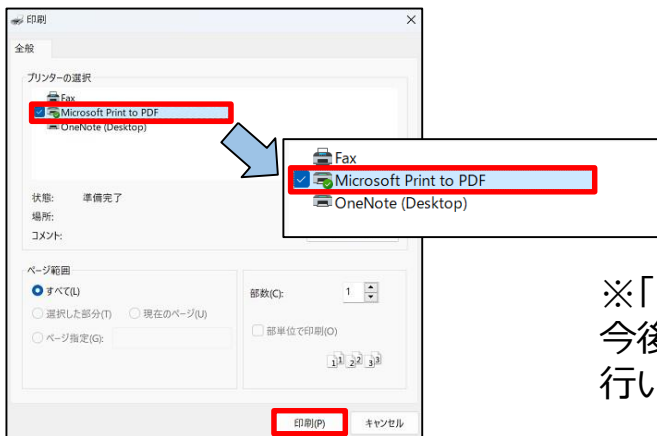 印刷
全般
プリンターの選択
Fax
Microsoft Print to PDF
OneNote (Desktop)
状態: 準備完了
場所:
コメント:
Fax
Microsoft Print to PDF
OneNote (Desktop)
ページ範囲
すべて(L)
選択した部分(T) 現在のページ(U)
ページ指定(G):
部数(C): 1
部単位で印刷(O)
11 22 33
印刷(P) キャンセル
※「
今後
行い